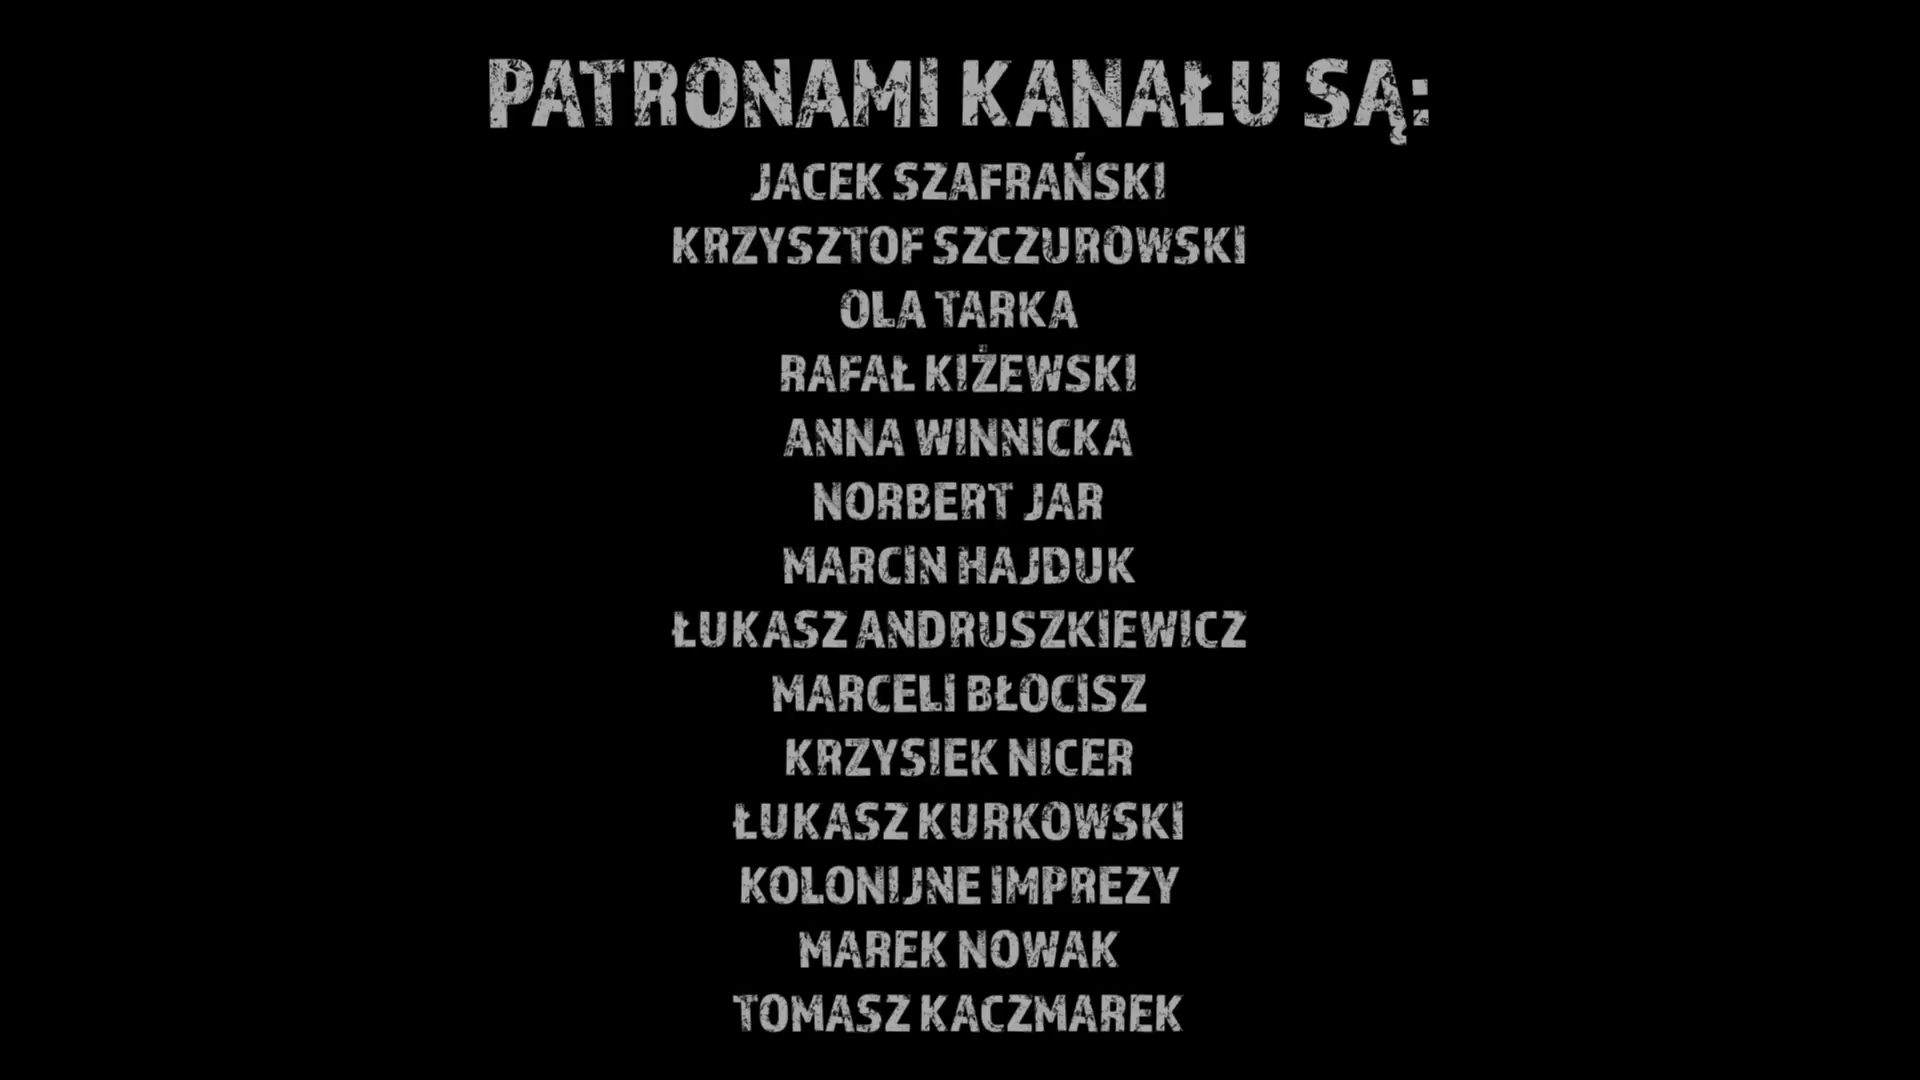 PATRONAMI KANAŁU SĄ:
JACEK SZAFRAŃSKI
KRZYSZTOF SZCZUROWSKI
OLA TARKA
RAFAŁ KIŻEWSKI
ANNA WINNICKA
NORBERT JAR
MARCIN HAJDUK
ŁUKASZ ANDRUSZKIEWICZ
MARCELI BŁOCISZ
KRZYSIEK NICER
ŁUKASZ KURKOWSKI
KOLONIJNE IMPREZY
MAREK NOWAK
TOMASZ KACZMAREK